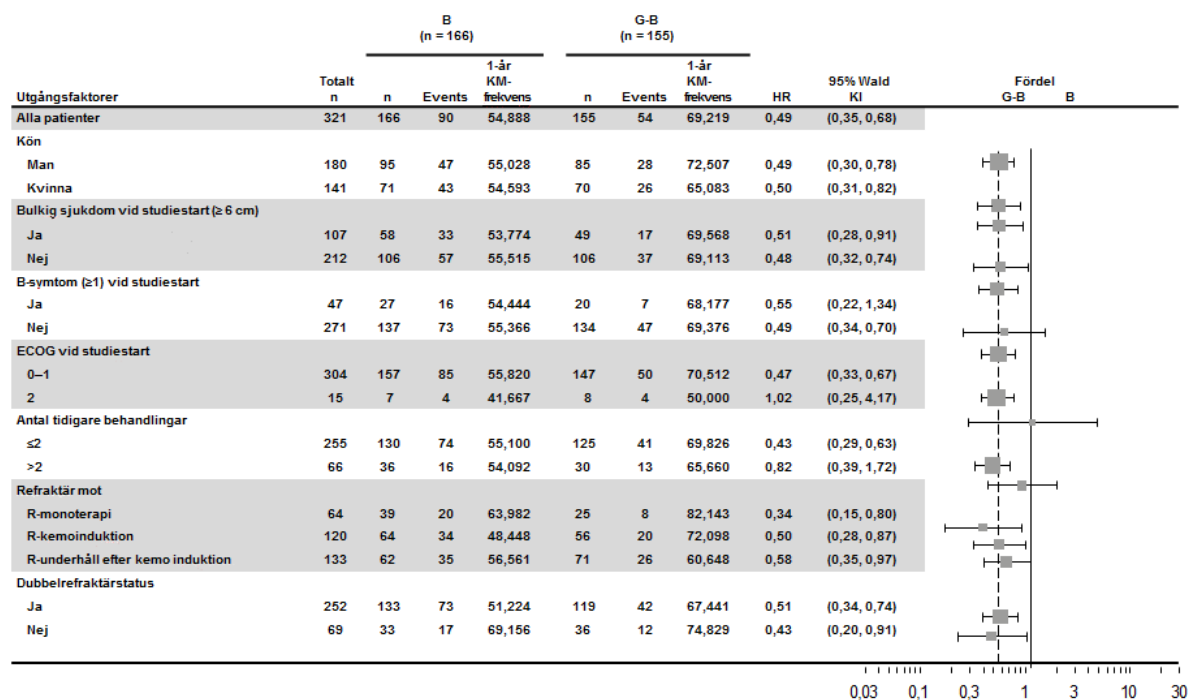 B G-B
(n = 166) (n = 155)
1-år 1-år
Totalt KM- KM- 95% Wald Fördel
Utgångsfaktorer n n Events frekvens n Events frekvens HR KI G-B B
Alla patienter 321 166 90 54,888 155 54 69,219 0,49 (0,35, 0,68)
Kön
Man 180 95 47 55,028 85 28 72,507 0,49 (0,30, 0,78)
Kvinna 141 71 43 54,593 70 26 65,083 0,50 (0,31, 0,82)
Bulkig sjukdom vid studiestart (≥ 6 cm)
Ja 107 58 33 53,774 49 17 69,568 0,51 (0,28, 0,91)
Nej 212 106 57 55,515 106 37 69,113 0,48 (0,32, 0,74)
B-symtom (≥1) vid studiestart
Ja 47 27 16 54,444 20 7 68,177 0,55 (0,22, 1,34)
Nej 271 137 73 55,366 134 47 69,376 0,49 (0,34, 0,70)
ECOG vid studiestart
0–1 304 157 85 55,820 147 50 70,512 0,47 (0,33, 0,67)
2 15 7 4 41,667 8 4 50,000 1,02 (0,25, 4,17)
Antal tidigare behandlingar
≤2 255 130 74 55,100 125 41 69,826 0,43 (0,29, 0,63)
>2 66 36 16 54,092 30 13 65,660 0,82 (0,39, 1,72)
Refraktär mot
R-monoterapi 64 39 20 63,982 25 8 82,143 0,34 (0,15, 0,80)
R-kemoinduktion 120 64 34 48,448 56 20 72,098 0,50 (0,28, 0,87)
R-underhåll efter kemo induktion 133 62 35 56,561 71 26 60,648 0,58 (0,35, 0,97)
Dubbelrefraktärstatus
Ja 252 133 73 51,224 119 42 67,441 0,51 (0,34, 0,74)
Nej 69 33 17 69,156 36 12 74,829 0,43 (0,20, 0,91)
0,03 0,1 0,3 1 3 10 30